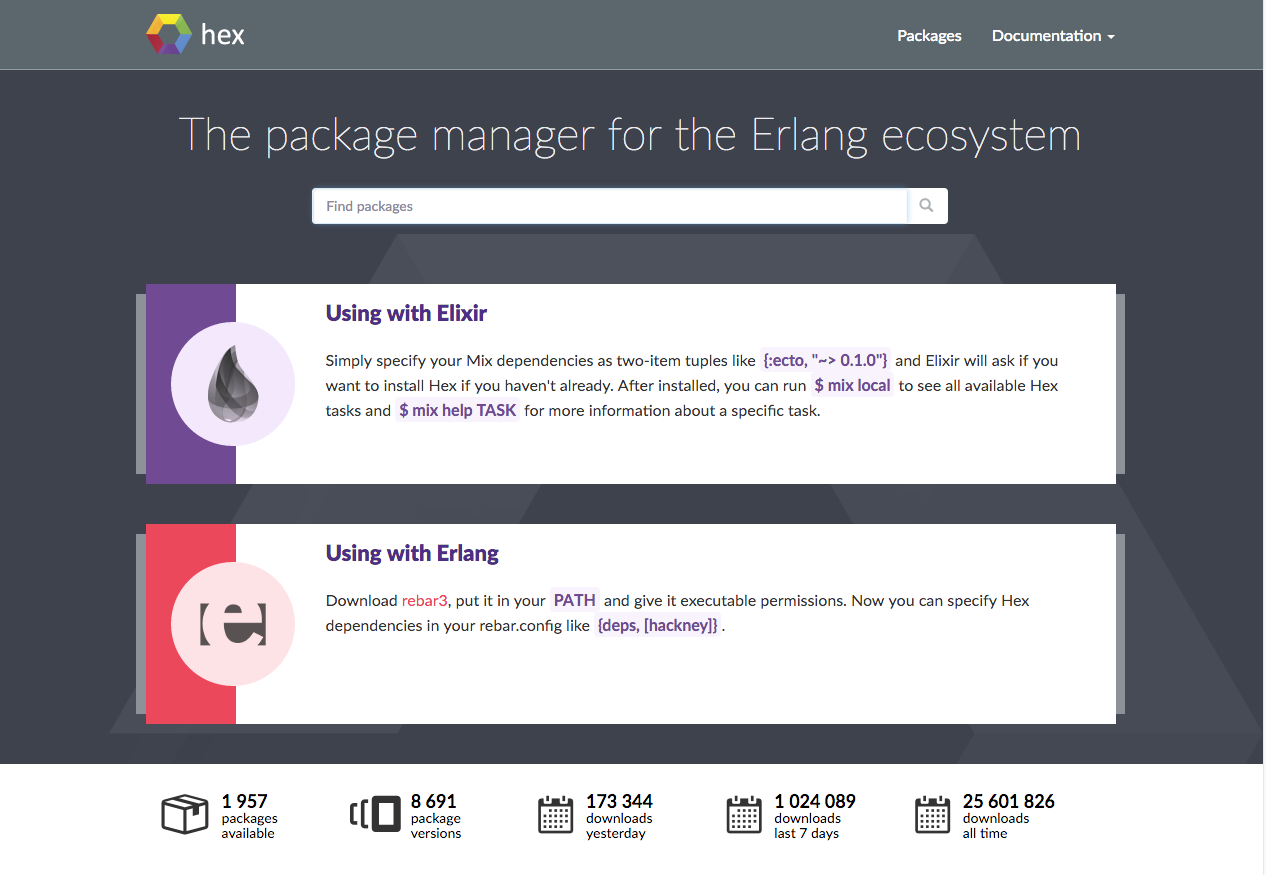 hex
Packages
Documentation
The package manager for the Erlang ecosystem
Find packages
Using with Elixir
Simply specify your Mix dependencies as two-item tuples like {:ecto, "~> 0.1.0"} and Elixir will ask if you
want to install Hex if you haven't already. After installed, you can run $ mix local to see all available Hex
tasks and $ mix help TASK for more information about a specific task.
Using with Erlang
[e]
Download rebar3, put it in your PATH and give it executable permissions. Now you can specify Hex
dependencies in your rebar.config like {deps, [hackney]} .
1 957
packages
available
8 691
package
versions
173 344
downloads
yesterday
1 024 089
downloads
last 7 days
25 601 826
downloads
all time